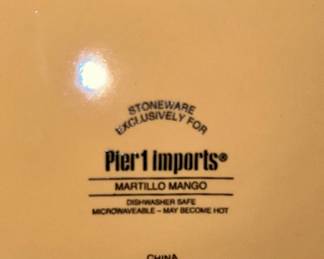 STONEWARE
EXCLUSIVELY FOR
Pier1 Imports®
MARTILLO MANGO
DISHWASHER SAFE
MICROWAVEABLE – MAY BECOME HOT
CHINA